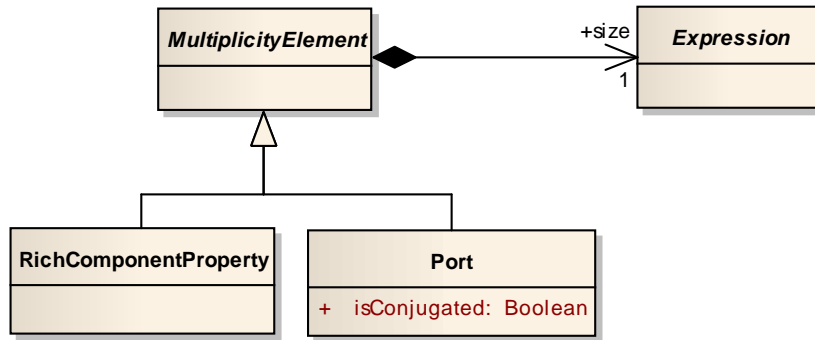 MultiplicityElement
+size
1
Expression
RichComponentProperty
Port
+ isConjugated: Boolean